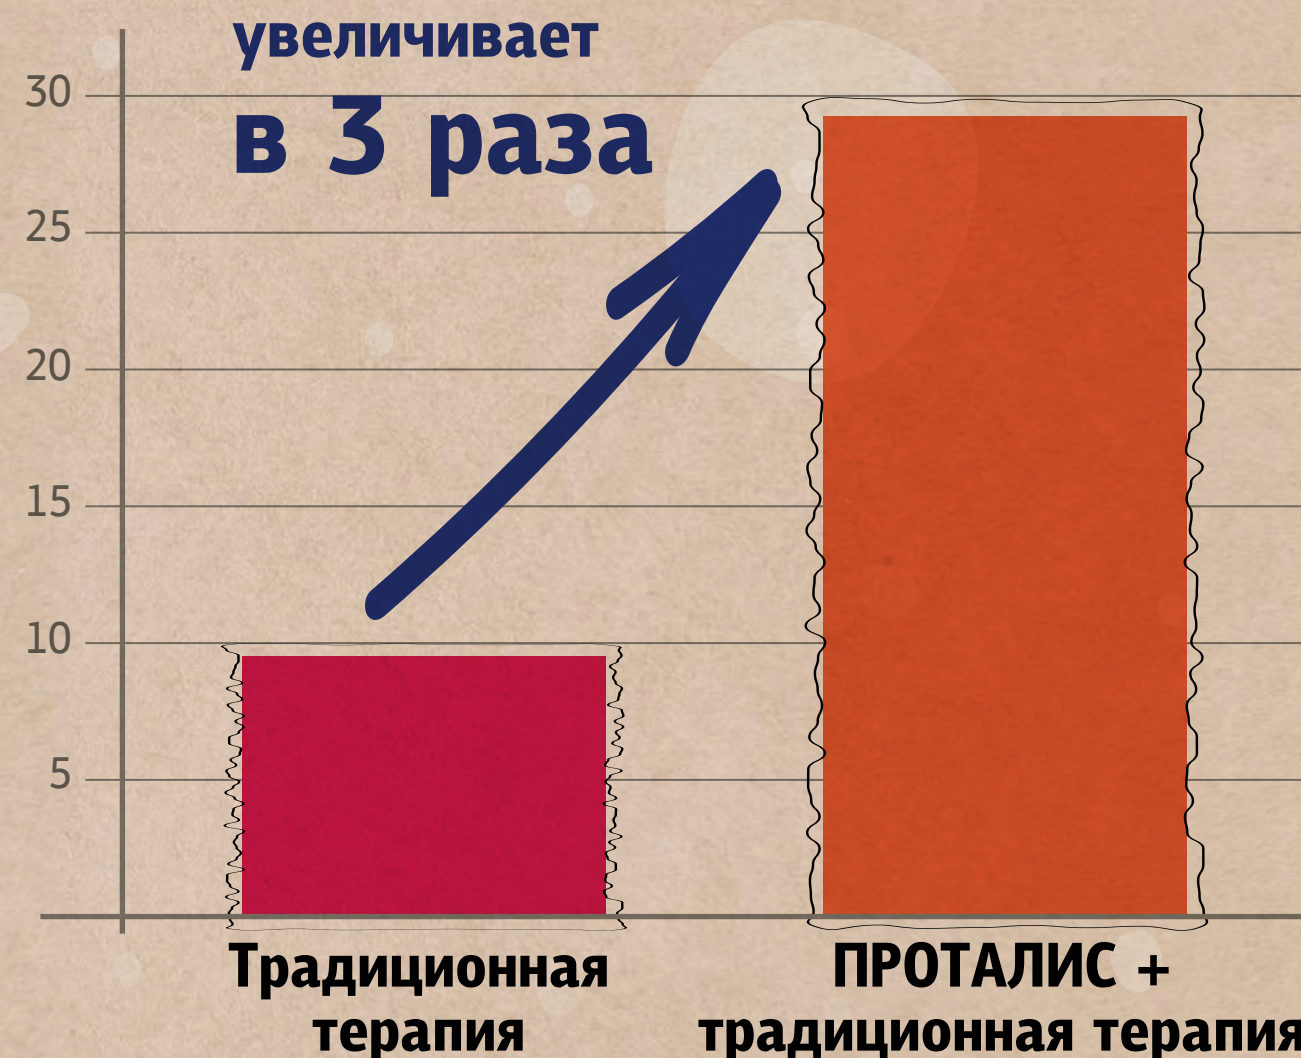 увеличивает
в 3 раза
30
25
20
15
10
5
Традиционная
терапия
ПРОТАЛИС +
традиционная терапия